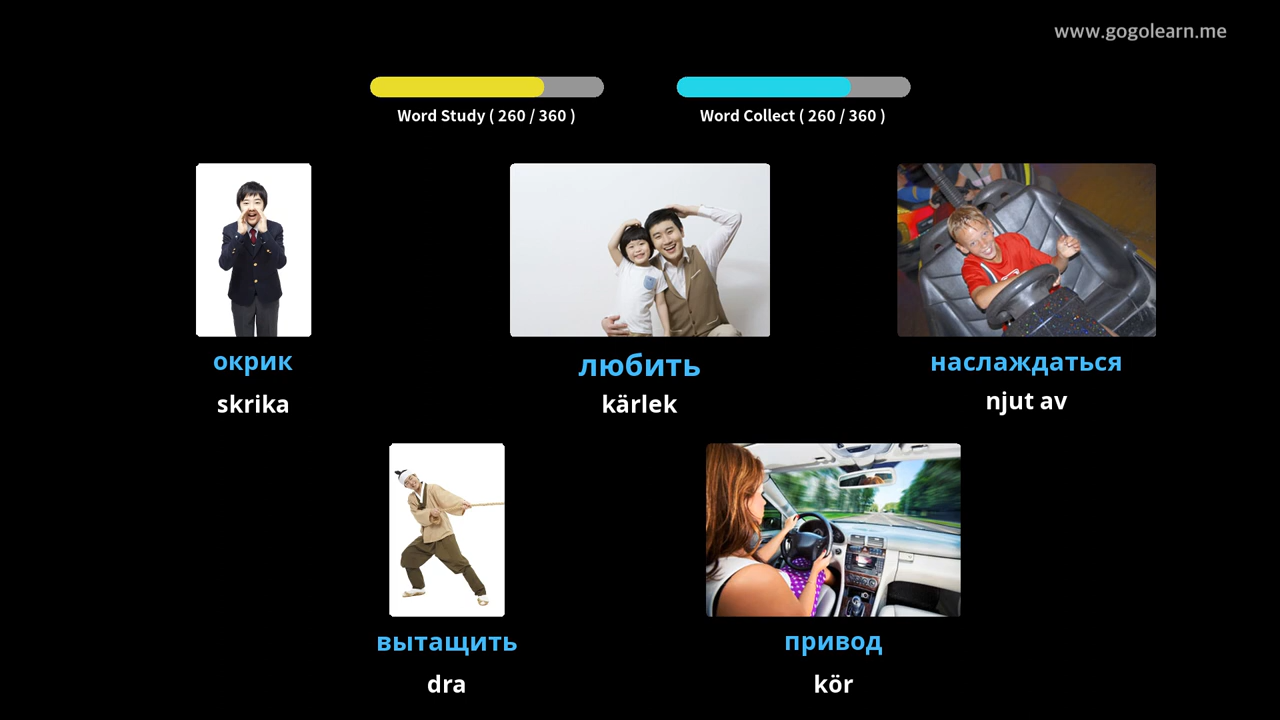 www.gogolearn.me
Word Study ( 260 / 360 )
Word Collect ( 260 / 360 )
окрик
skrika
любить
kärlek
наслаждаться
njut av
вытащить
dra
привод
kör